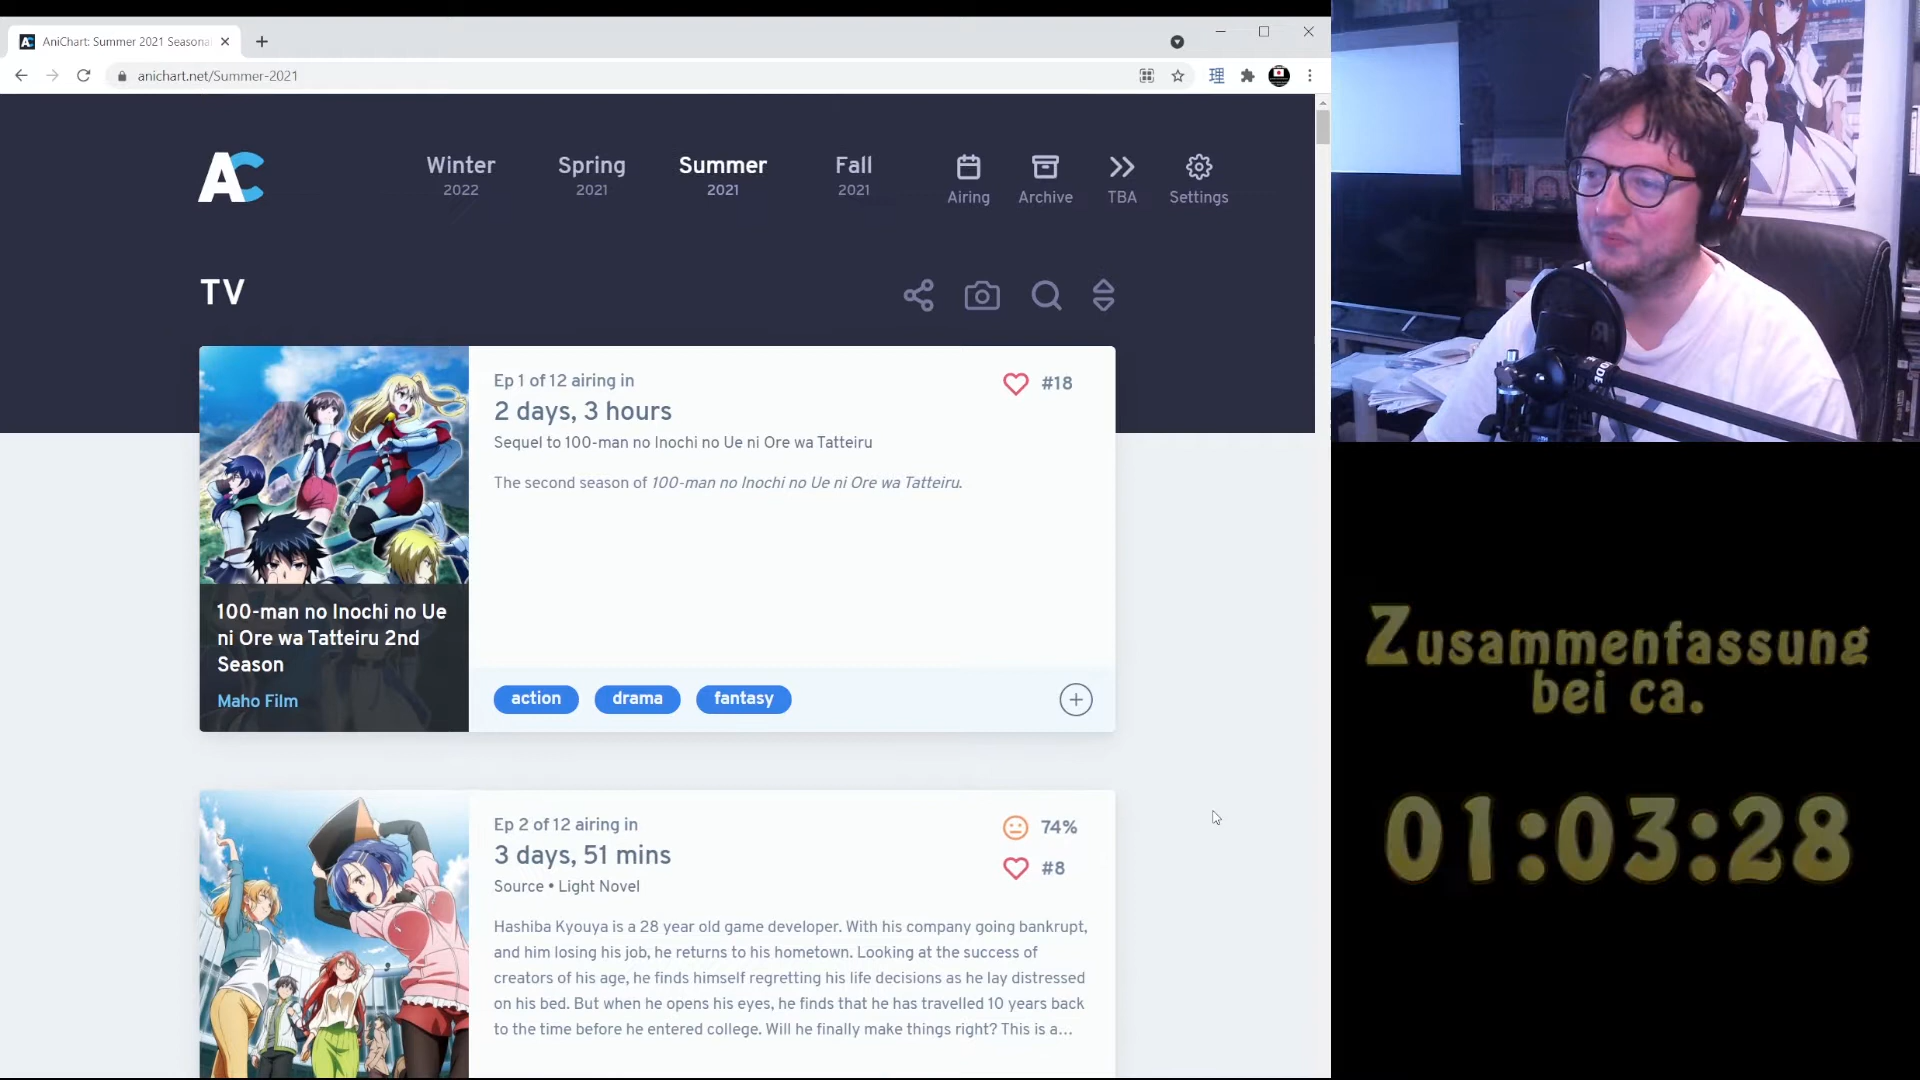 AniChart: Summer 2021 Seasona
anichart.net/Summer-2021
理
AC
Winter
2022
Spring
2021
Summer
2021
Fall
2021
Airing
Archive
TBA
Settings
TV
Ep 1 of 12 airing in
2 days, 3 hours
Sequel to 100-man no Inochi no Ue ni Ore wa Tatteiru
The second season of 100-man no Inochi no Ue ni Ore wa Tatteiru.
#18
100-man no Inochi no Ue
ni Ore wa Tatteiru 2nd
Season
Maho Film
action
drama
fantasy
Ep 2 of 12 airing in
3 days, 51 mins
Source • Light Novel
74%
#8
Hashiba Kyouya is a 28 year old game developer. With his company going bankrupt,
and him losing his job, he returns to his hometown. Looking at the success of
creators of his age, he finds himself regretting his life decisions as he lay distressed
on his bed. But when he opens his eyes, he finds that he has travelled 10 years back
to the time before he entered college. Will he finally make things right? This is a...
RODE
Zusammenfassung
bei ca.
01:03:28